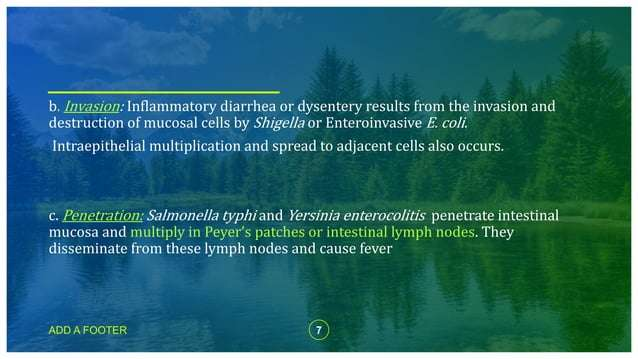 b. Invasion: Inflammatory diarrhea or dysentery results from the invasion and
destruction of mucosal cells by Shigella or Enteroinvasive E. coli.
Intraepithelial multiplication and spread to adjacent cells also occurs.
c. Penetration: Salmonella typhi and Yersinia enterocolitis penetrate intestinal
mucosa and multiply in Peyer's patches or intestinal lymph nodes. They
disseminate from these lymph nodes and cause fever
ADD A FOOTER
7